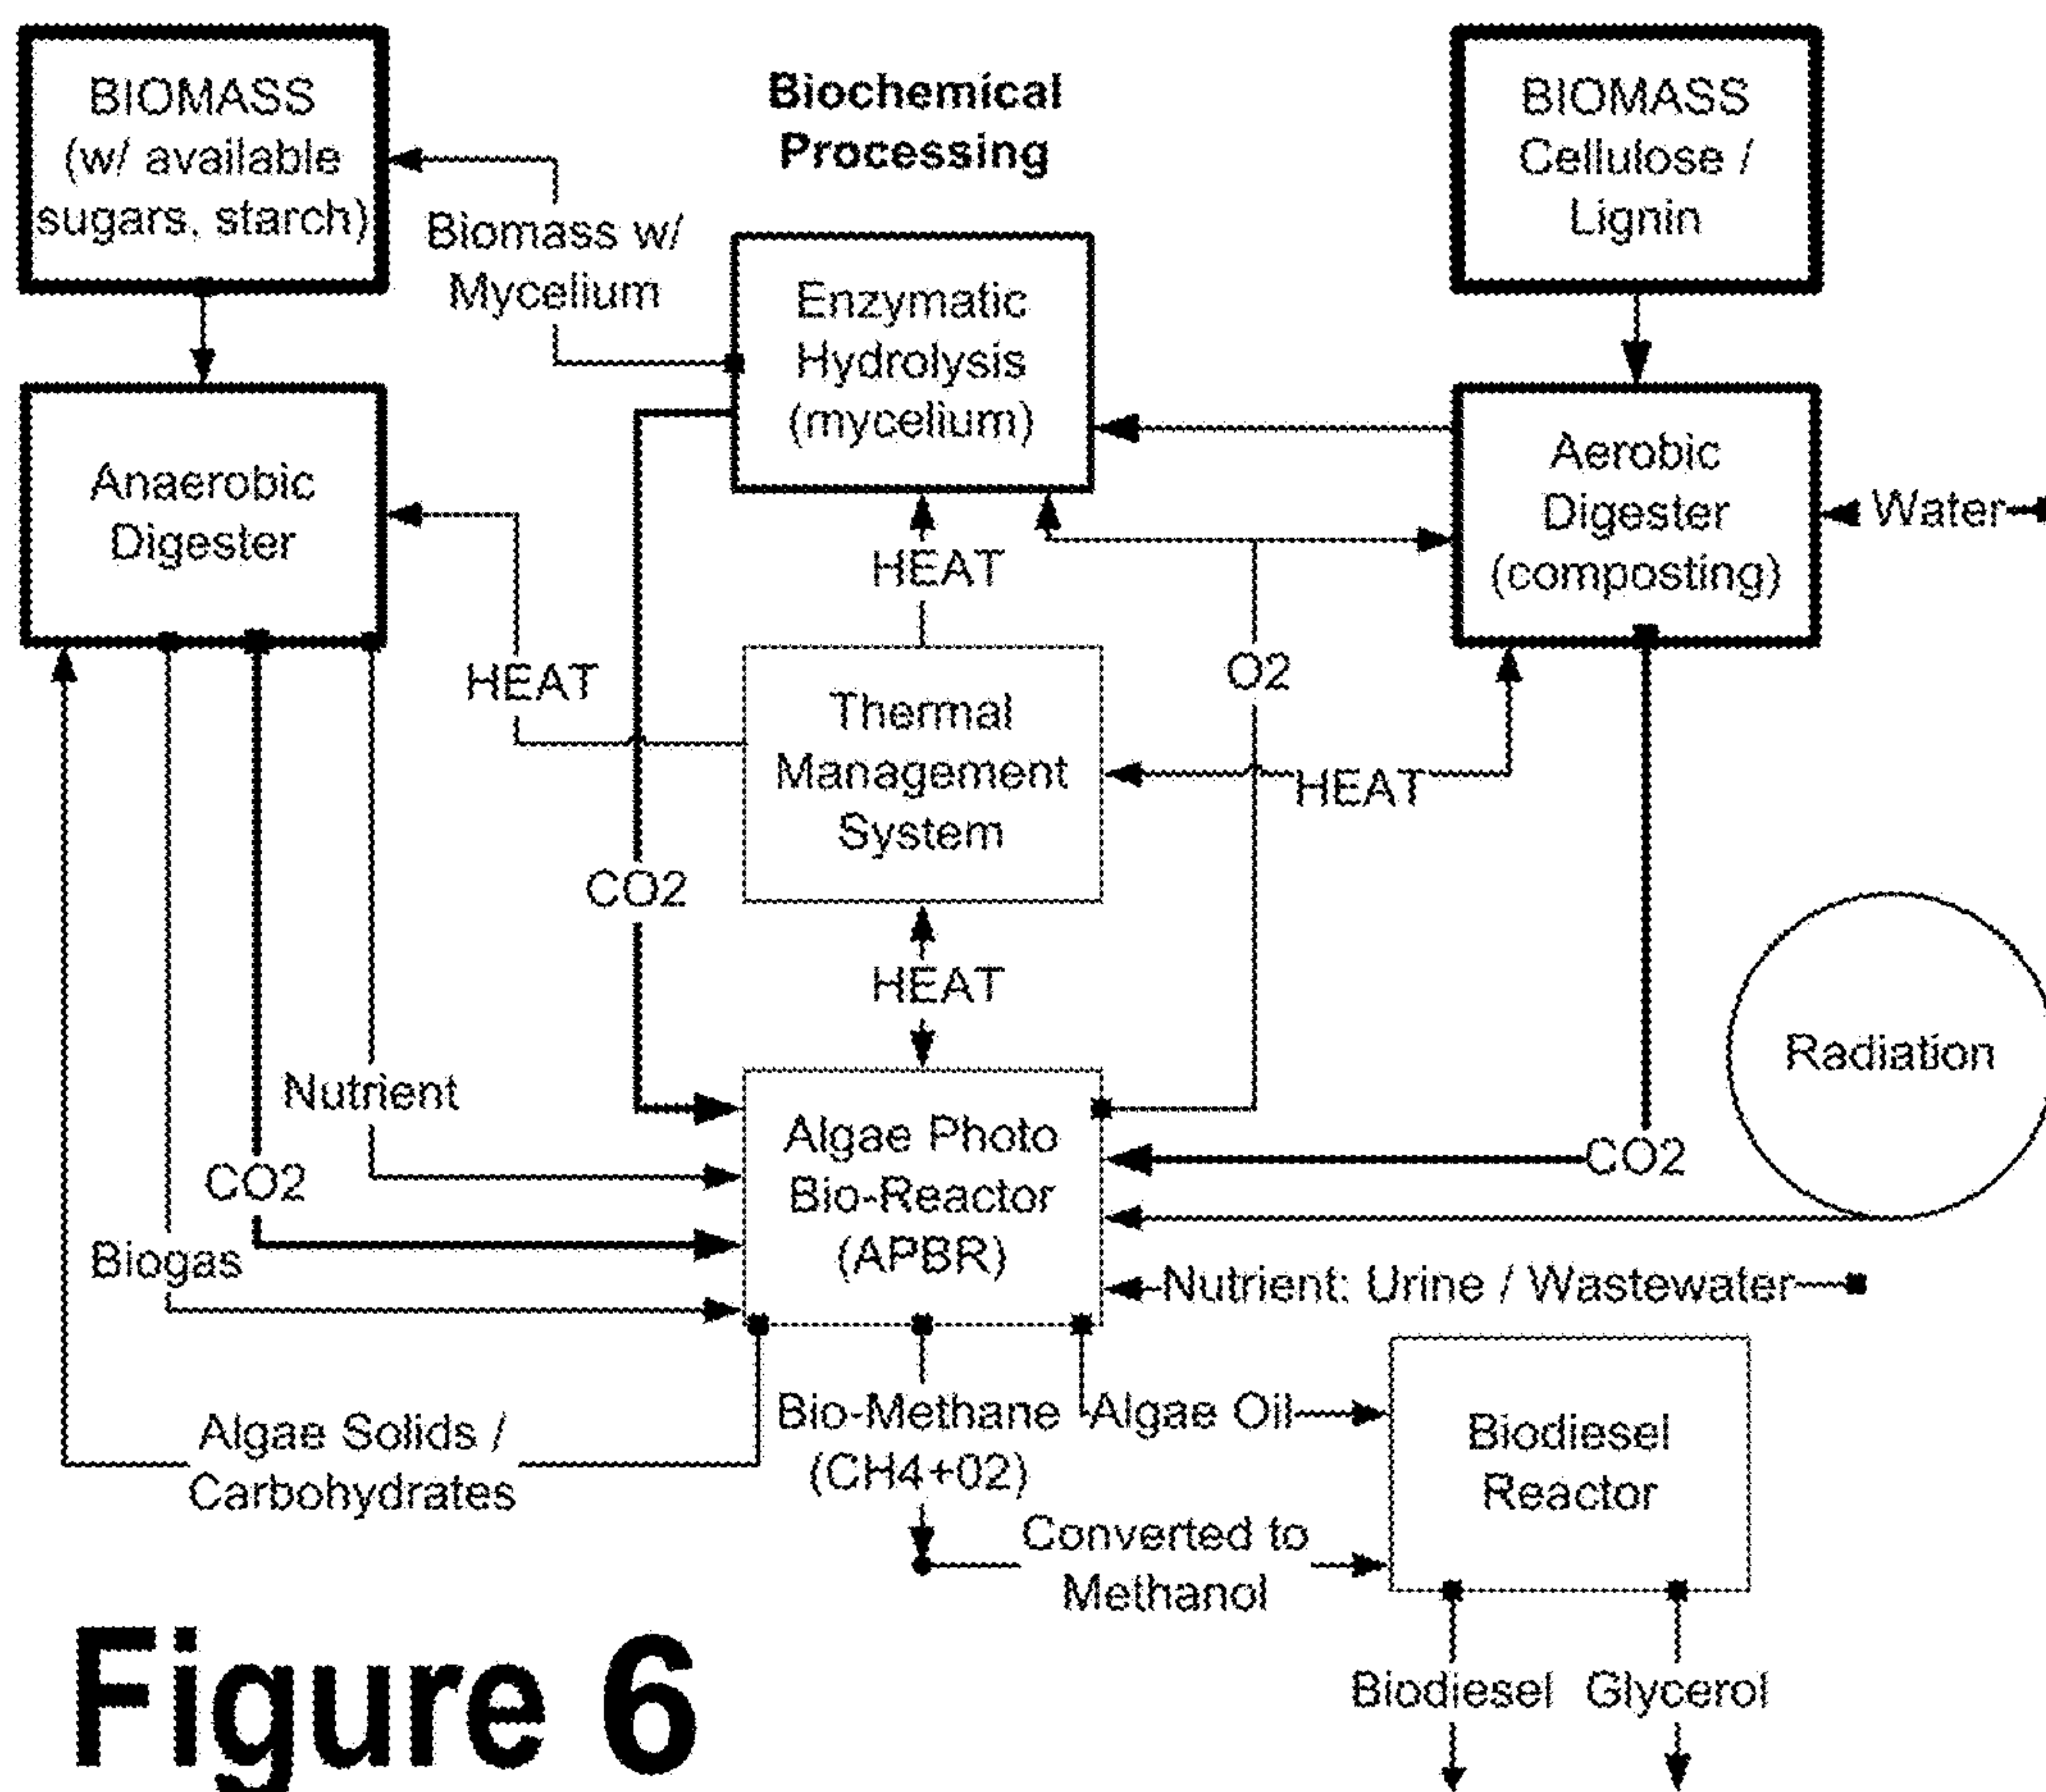 BIOMASS
(w/ available
sugars, starch)
Biochemical
Processing
BIOMASS
Cellulose /
Lignin
Biomass w/
Mycelium
Enzymatic
Hydrolysis
(mycelium)
Anaerobic
Digester
Aerobic
Digester
(composting)
Water
HEAT
HEAT
O2
Thermal
Management
System
HEAT
CO2
HEAT
Radiation
Nutrient
Algae Photo
Bio-Reactor
(APBR)
CO2
CO2
Biogas
Nutrient: Urine / Wastewater
Algae Solids /
Carbohydrates
Bio-Methane
(CH4+02)
Algae Oil
Biodiesel
Reactor
Converted to
Methanol
Biodiesel
Glycerol
Figure 6